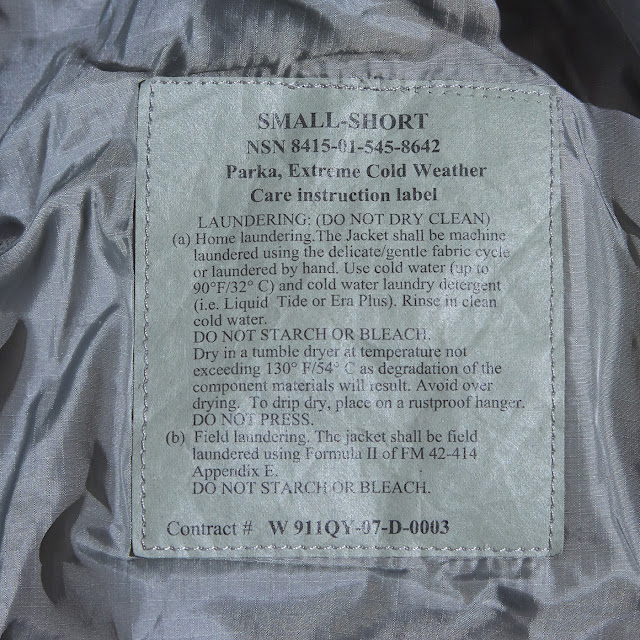 SMALL-SHORT
NSN 8415-01-545-8642
Parka, Extreme Cold Weather
Care instruction label
LAUNDERING: (DO NOT DRY CLEAN)
(a) Home laundering.The Jacket shall be machine
laundered using the delicate/gentle fabric cycle
or laundered by hand. Use cold water (up to
90°F/32° C) and cold water laundry detergent
(i.e. Liquid Tide or Era Plus). Rinse in clean
cold water.
DO NOT STARCH OR BLEACH.
Dry in a tumble dryer at temperature not
exceeding 130° F/54° C as degradation of the
component materials will result. Avoid over
drying. To drip dry, place on a rustproof hanger.
DO NOT PRESS.
(b) Field laundering. The jacket shall be field
laundered using Formula II of FM 42-414
Appendix E.
DO NOT STARCH OR BLEACH.
Contract # W 911QY-07-D-0003